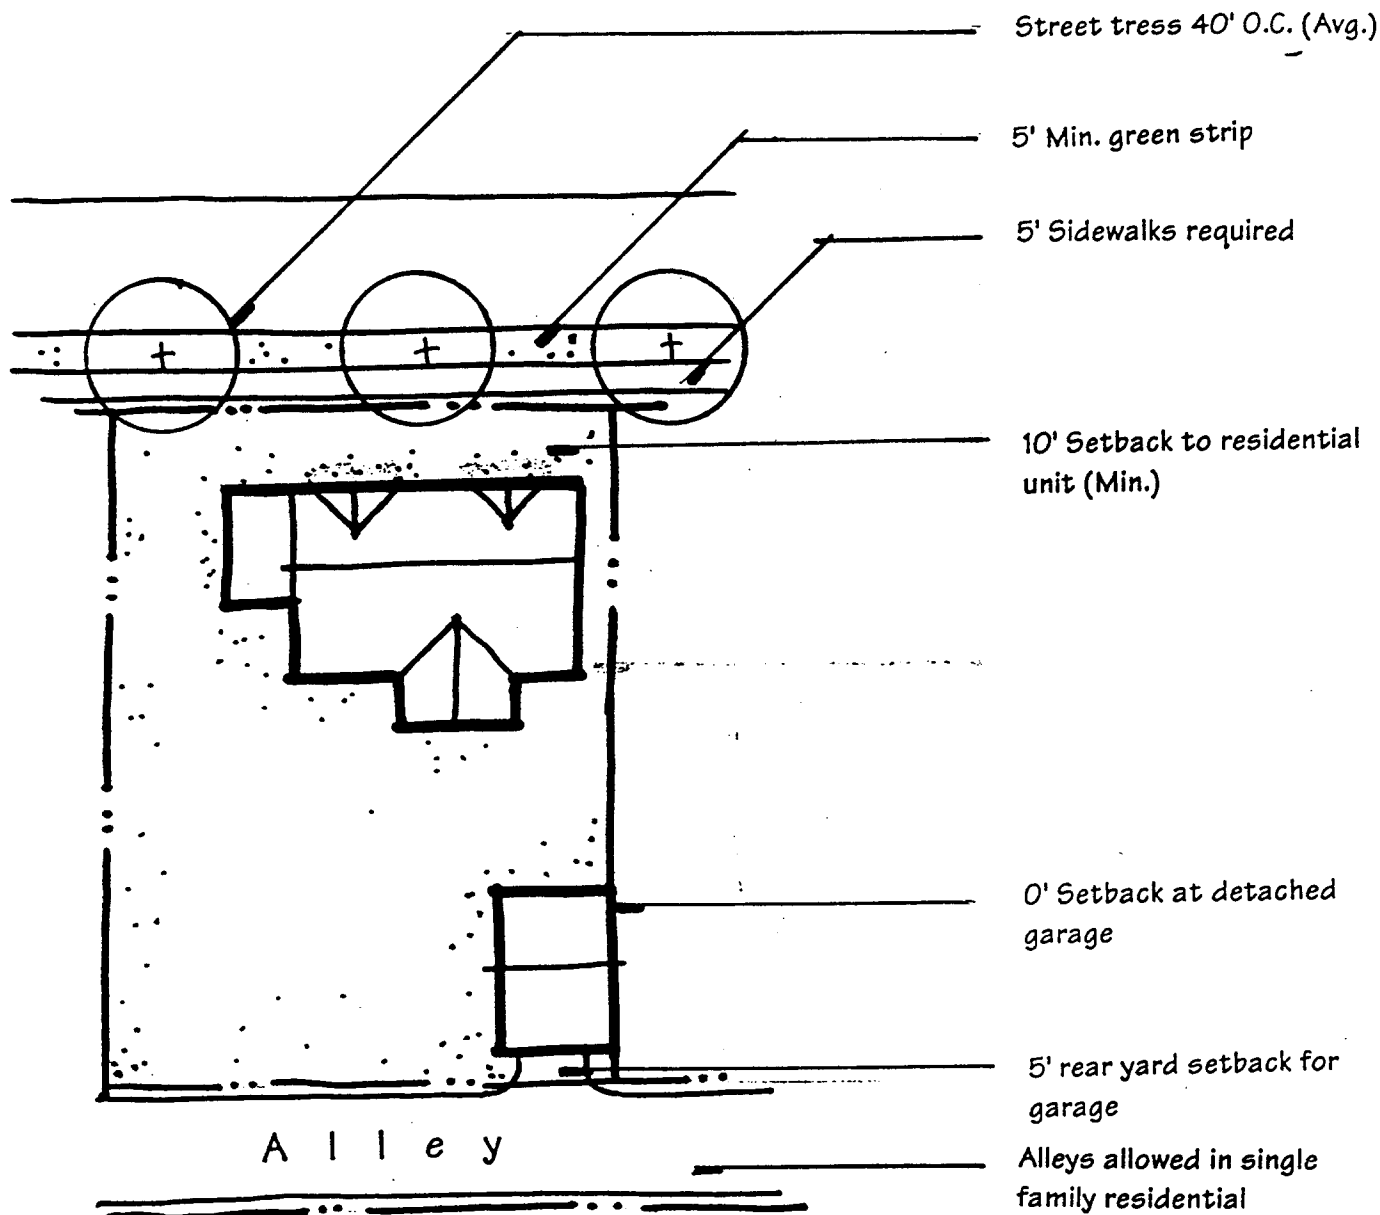 Street tress 40' O.C. (Avg.)
5' Min. green strip
5' Sidewalks required
10' Setback to residential
unit (Min.)
0' Setback at detached
garage
5' rear yard setback for
garage
Alley
Alleys allowed in single
family residential